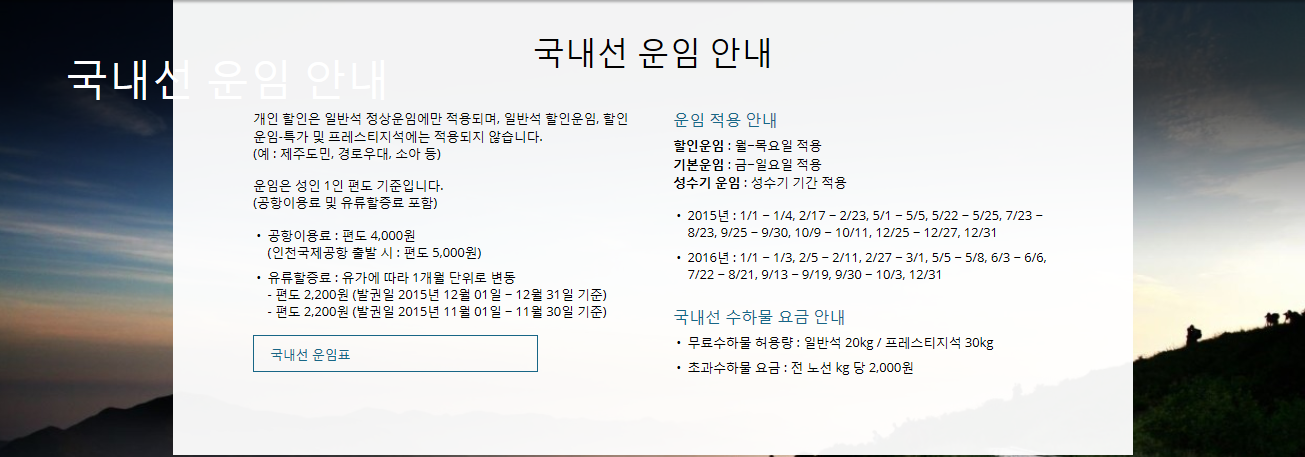 국내선 운임 안내
국내선 운임 안내
개인 할인은 일반석 정상운임에만 적용되며, 일반석 할인운임, 할인
운임-특가 및 프레스티지석에는 적용되지 않습니다.
(예 : 제주도민, 경로우대, 소아 등)
운임은 성인 1인 편도 기준입니다.
(공항이용료 및 유류할증료 포함)
• 공항이용료 : 편도 4,000원
(인천국제공항 출발 시 : 편도 5,000원)
• 유류할증료 : 유가에 따라 1개월 단위로 변동
- 편도 2,200원 (발권일 2015년 12월 01일 – 12월 31일 기준)
- 편도 2,200원 (발권일 2015년 11월 01일 – 11월 30일 기준)
국내선 운임표
운임 적용 안내
할인운임 : 월–목요일 적용
기본운임 : 금–일요일 적용
성수기 운임 : 성수기 기간 적용
• 2015년 : 1/1 – 1/4, 2/17 – 2/23, 5/1 – 5/5, 5/22 – 5/25, 7/23 –
8/23, 9/25 – 9/30, 10/9 – 10/11, 12/25 – 12/27, 12/31
• 2016년 : 1/1 – 1/3, 2/5 – 2/11, 2/27 – 3/1, 5/5 – 5/8, 6/3 – 6/6,
7/22 – 8/21, 9/13 – 9/19, 9/30 – 10/3, 12/31
국내선 수하물 요금 안내
• 무료수하물 허용량 : 일반석 20kg / 프레스티지석 30kg
• 초과수하물 요금 : 전 노선 kg 당 2,000원